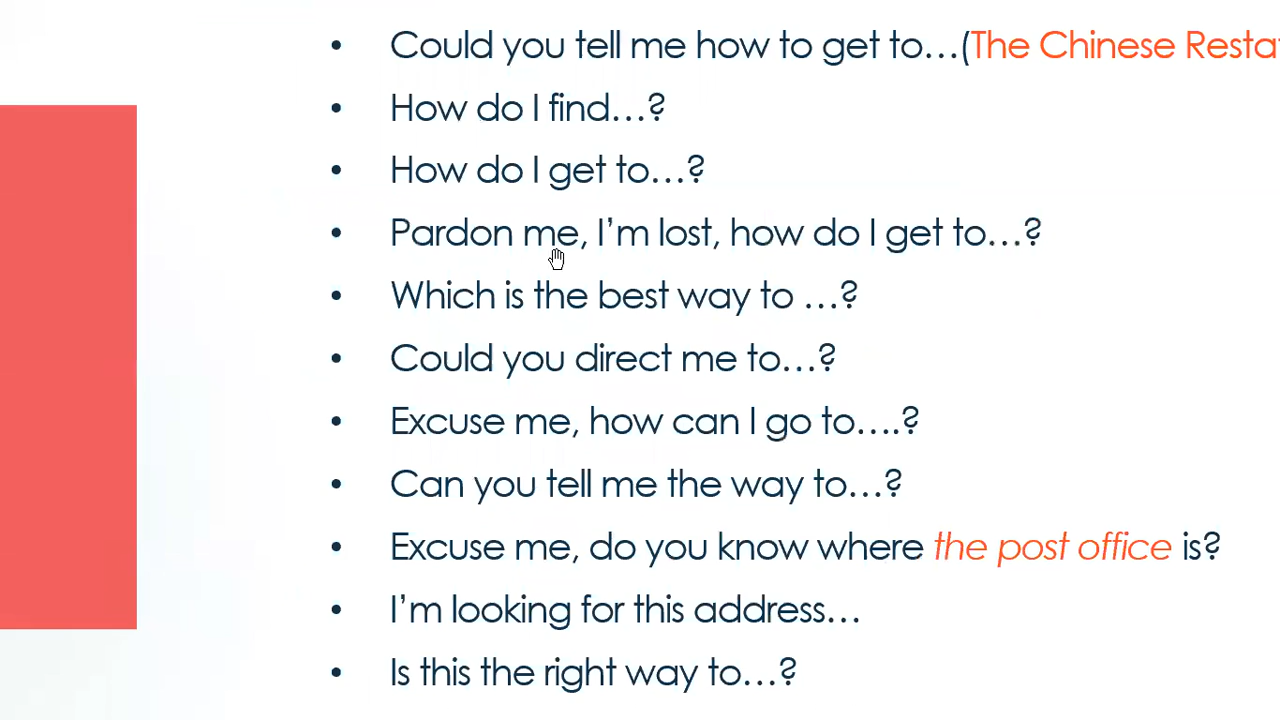 • Could you tell me how to get to…(The Chinese
• How do I find…?
• How do I get to…?
• Pardon me, I’m lost, how do I get to…?
• Which is the best way to …?
• Could you direct me to…?
• Excuse me, how can I go to….?
• Can you tell me the way to…?
• Excuse me, do you know where the post office is?
• I’m looking for this address…
• Is this the right way to…?